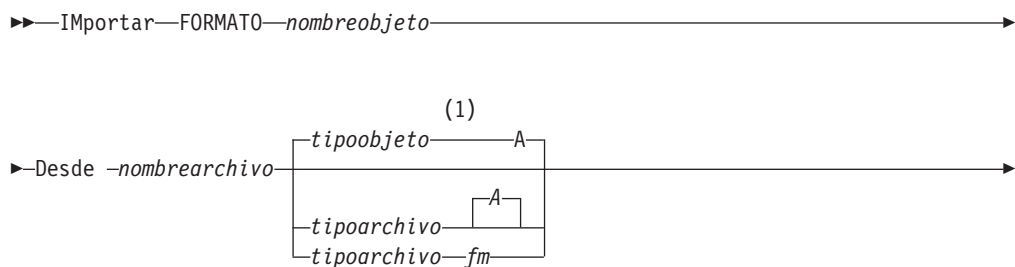 IMportar FORMATO nombreobjeto
(1)
tipoobjeto A
Desde nombrearchivo
A
tipoarchivo
tipoarchivo fm